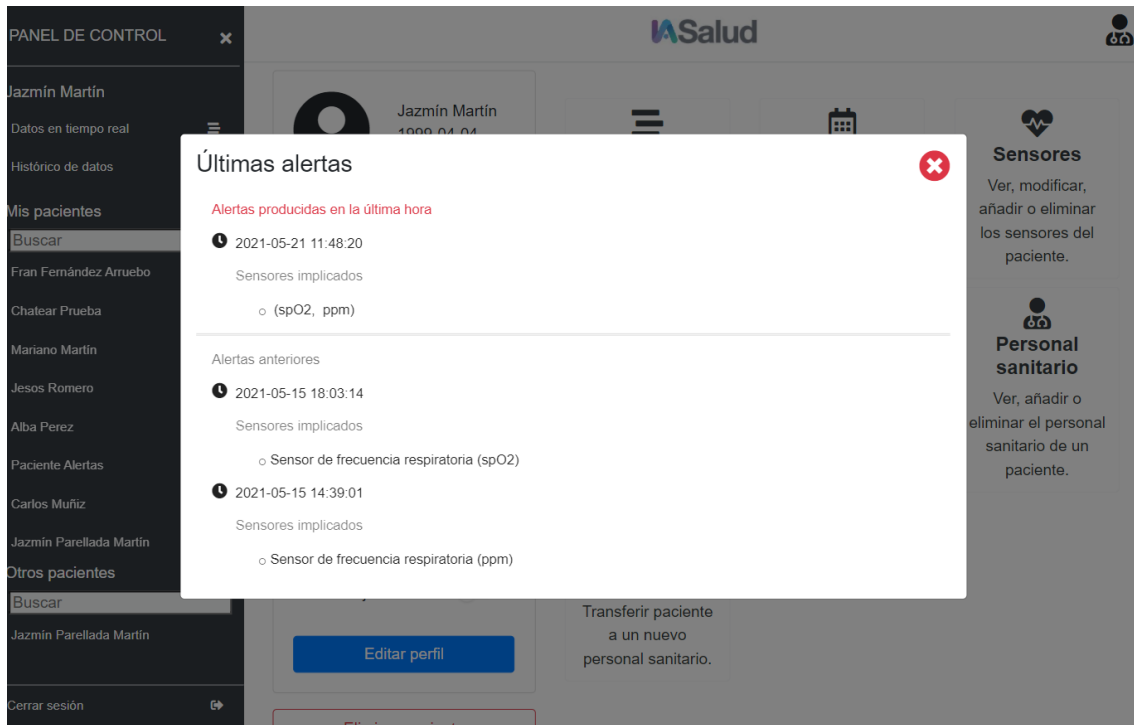 PANEL DE CONTROL
Jazmín Martín
Datos en tiempo real
Histórico de datos
Mis pacientes
Buscar
Fran Fernández Arruebo
Chatear Prueba
Mariano Martín
Jesos Romero
Alba Perez
Paciente Alertas
Carlos Muñiz
Jazmín Parellada Martín
Otros pacientes
Buscar
Jazmín Parellada Martín
Cerrar sesión
IASalud
Jazmín Martín
1999-04-04
Últimas alertas
Alertas producidas en la última hora
2021-05-21 11:48:20
Sensores implicados
(spO2, ppm)
Alertas anteriores
2021-05-15 18:03:14
Sensores implicados
Sensor de frecuencia respiratoria (spO2)
2021-05-15 14:39:01
Sensores implicados
Sensor de frecuencia respiratoria (ppm)
Editar perfil
Transferir paciente
a un nuevo
personal sanitario.
Sensores
Ver, modificar,
añadir o eliminar
los sensores del
paciente.
Personal
sanitario
Ver, añadir o
eliminar el personal
sanitario de un
paciente.